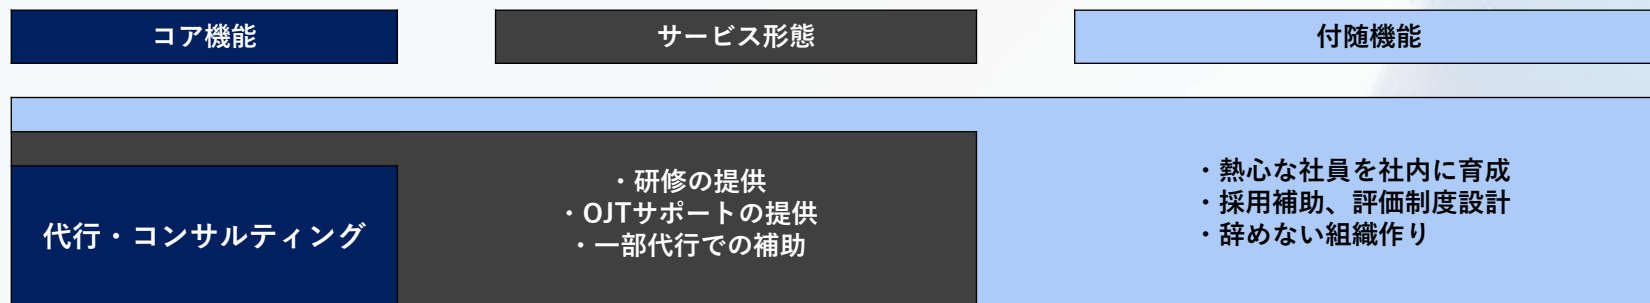 コア機能
サービス形態
付随機能
代行・コンサルティング
・研修の提供
・OJTサポートの提供
・一部代行での補助
・熱心な社員を社内に育成
・採用補助、評価制度設計
・辞めない組織作り